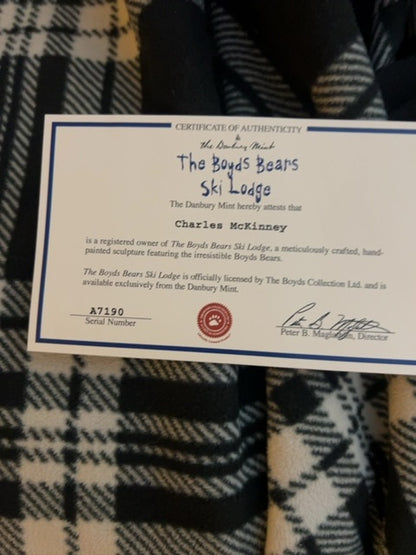 CERTIFICATE OF AUTHENTICITY
&
the Danbury Mint
The Boyds Bears
Ski Lodge
The Danbury Mint hereby attests that
Charles McKinney
is a registered owner of The Boyds Bears Ski Lodge, a meticulously crafted, hand-
painted sculpture featuring the irresistible Boyds Bears.
The Boyds Bears Ski Lodge is officially licensed by The Boyds Collection Ltd. and is
available exclusively from the Danbury Mint.
A7190
Serial Number
Peter B. Maglathlin, Director